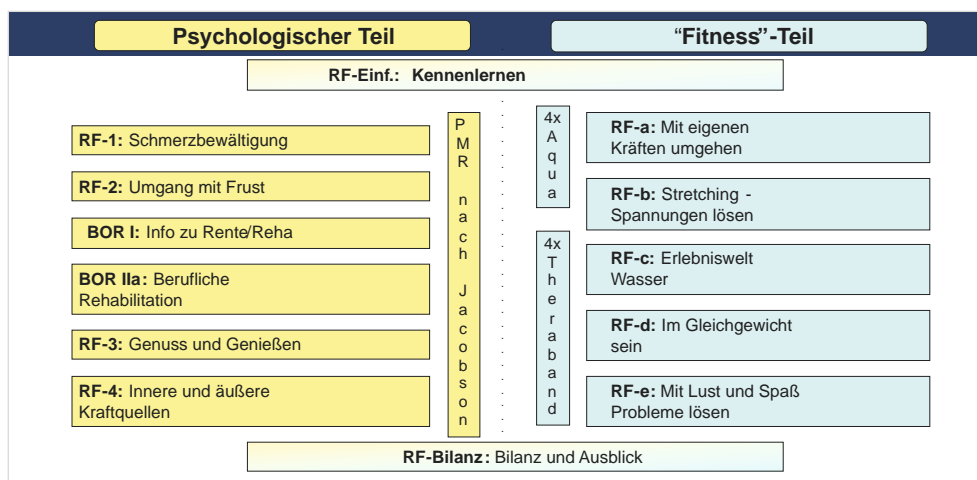 Psychologischer Teil
“Fitness”-Teil
RF-Einf.: Kennenlernen
RF-1: Schmerzbewältigung
RF-2: Umgang mit Frust
BOR I: Info zu Rente/Reha
BOR IIa: Berufliche
Rehabilitation
RF-3: Genuss und Genießen
RF-4: Innere und äußere
Kraftquellen
PMR nach Jacobson
4x Aqua
4x Theraband
RF-a: Mit eigenen
Kräften umgehen
RF-b: Stretching -
Spannungen lösen
RF-c: Erlebniswelt
Wasser
RF-d: Im Gleichgewicht
sein
RF-e: Mit Lust und Spaß
Probleme lösen
RF-Bilanz: Bilanz und Ausblick